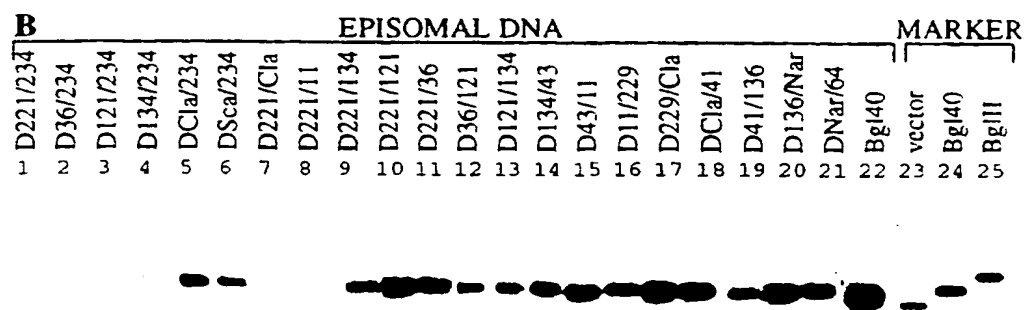 B EPISOMAL DNA MARKER
D221/234 D36/234 D121/234 D134/234 DCla/234 DSca/234 D221/Cla D221/11 D221/134 D221/121 D221/36 D36/121 D121/134 D134/43 D43/11 D11/229 D229/Cla DCla/41 D41/136 D136/Nar DNar/64 Bgl40 vector Bgl40 BglII
1 2 3 4 5 6 7 8 9 10 11 12 13 14 15 16 17 18 19 20 21 22 23 24 25